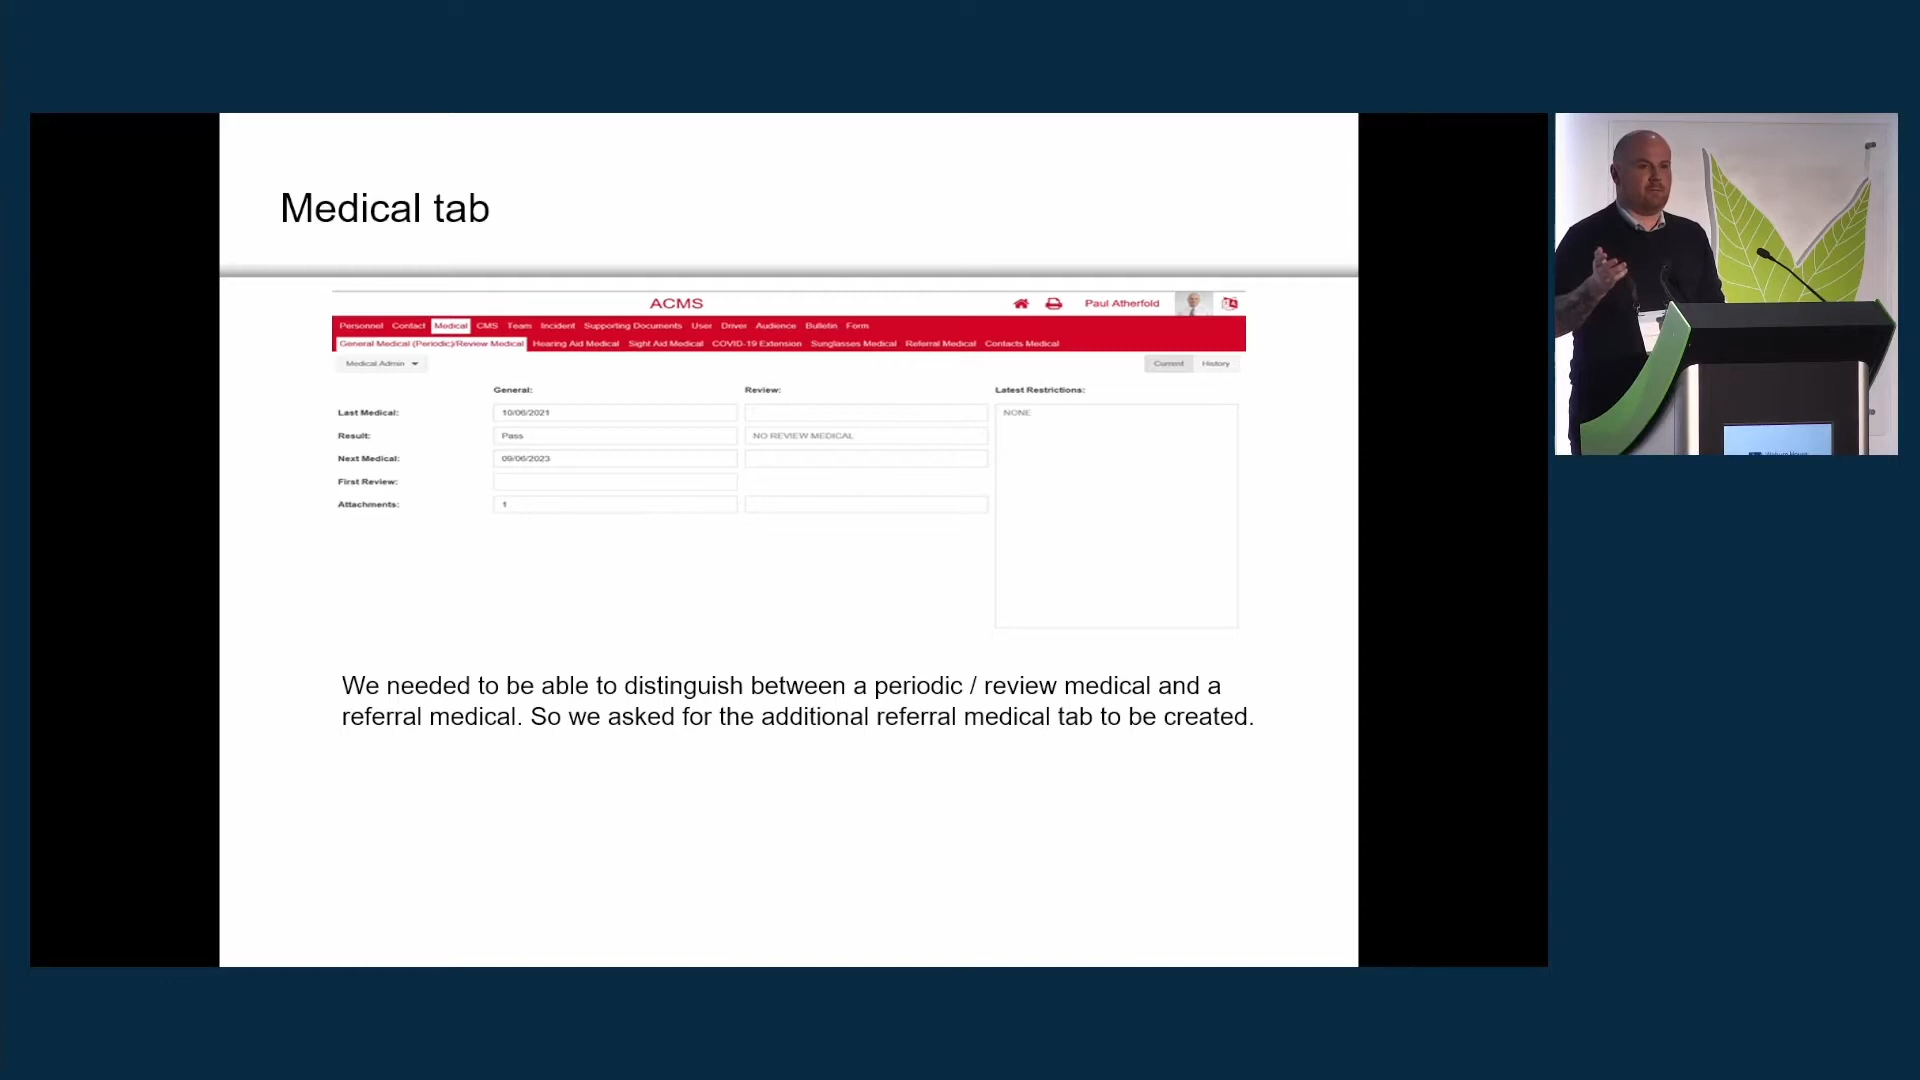 Medical tab
ACMS
Paul Atherfold
Personnel Contact Medical CMS Team Incident Supporting Documents User Driver Audience Bulletin Form
General Medical (Periodic)/Review Medical Hearing Aid Medical Sight Aid Medical COVID-19 Extension Sunglasses Medical Referral Medical Contacts Medical
Medical Admin
Current History
General: Review: Latest Restrictions:
Last Medical: 10/06/2021 NONE
Result: Pass NO REVIEW MEDICAL
Next Medical: 09/06/2023
First Review:
Attachments: 1
We needed to be able to distinguish between a periodic / review medical and a
referral medical. So we asked for the additional referral medical tab to be created.